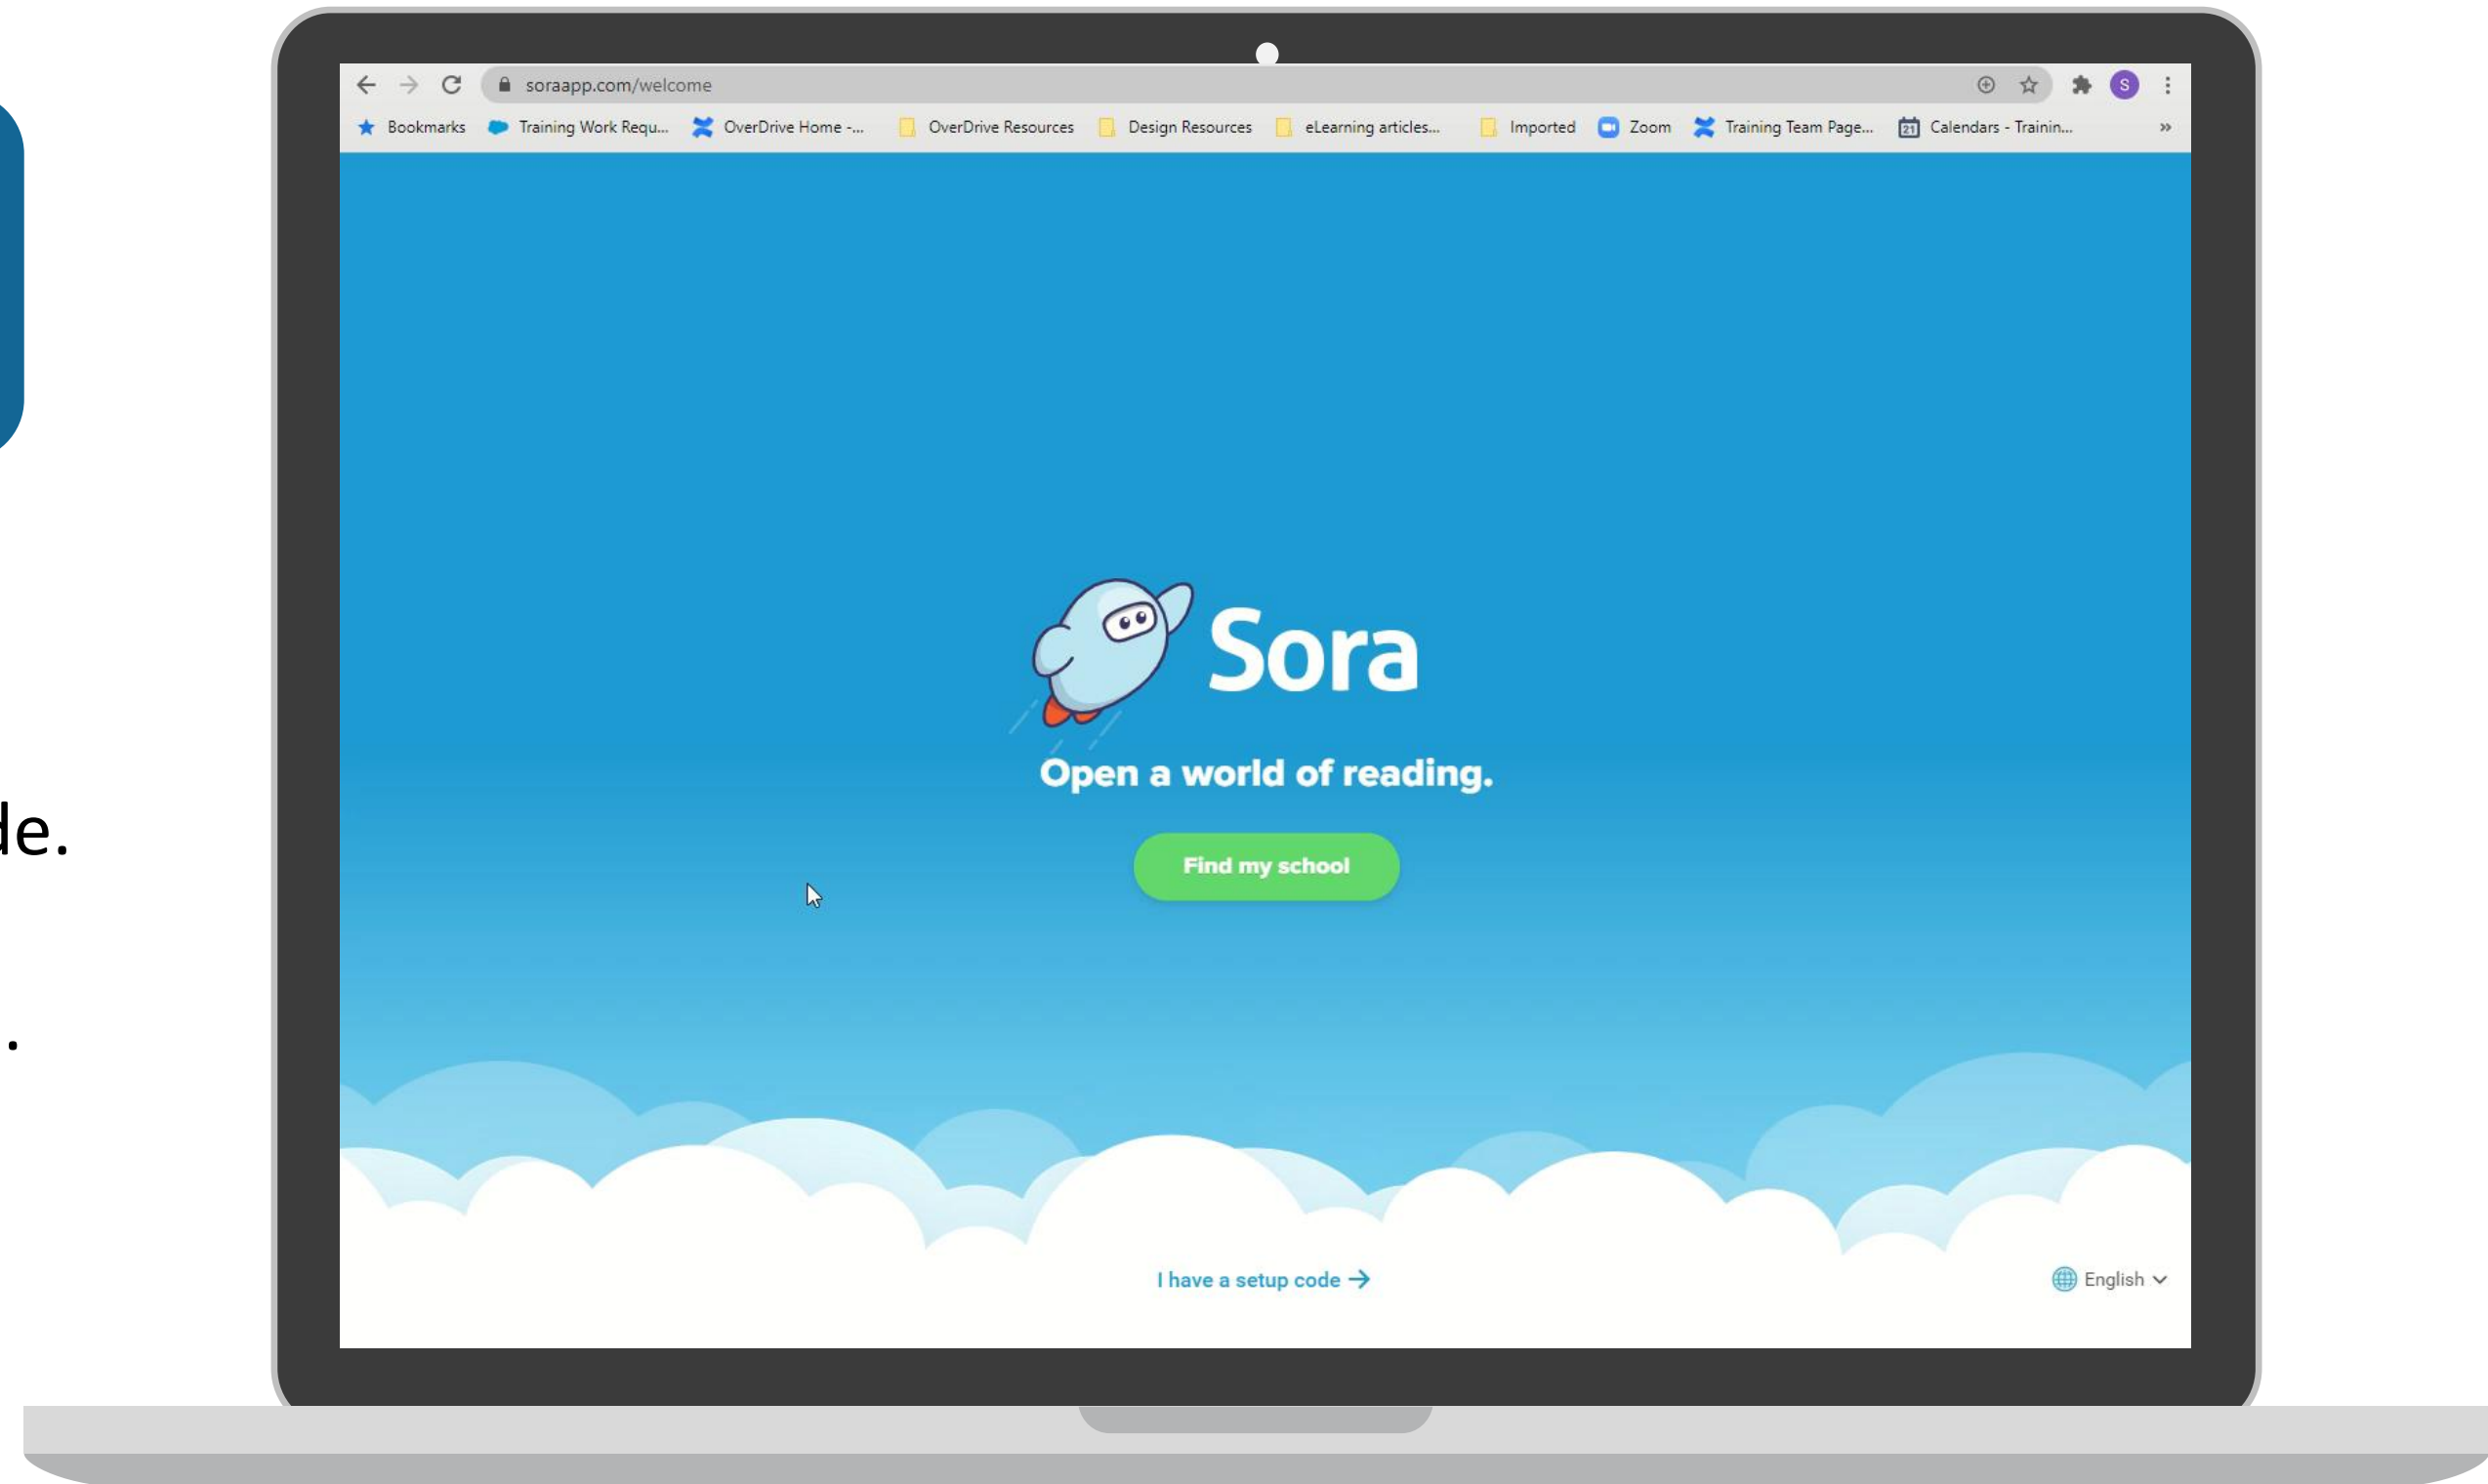 soraapp.com/welcome
S
Bookmarks Training Work Requ... OverDrive Home -... OverDrive Resources Design Resources eLearning articles... Imported Zoom Training Team Page... 21 Calendars - Trainin... »
Sora
Open a world of reading.
de.
Find my school
.
I have a setup code →
English